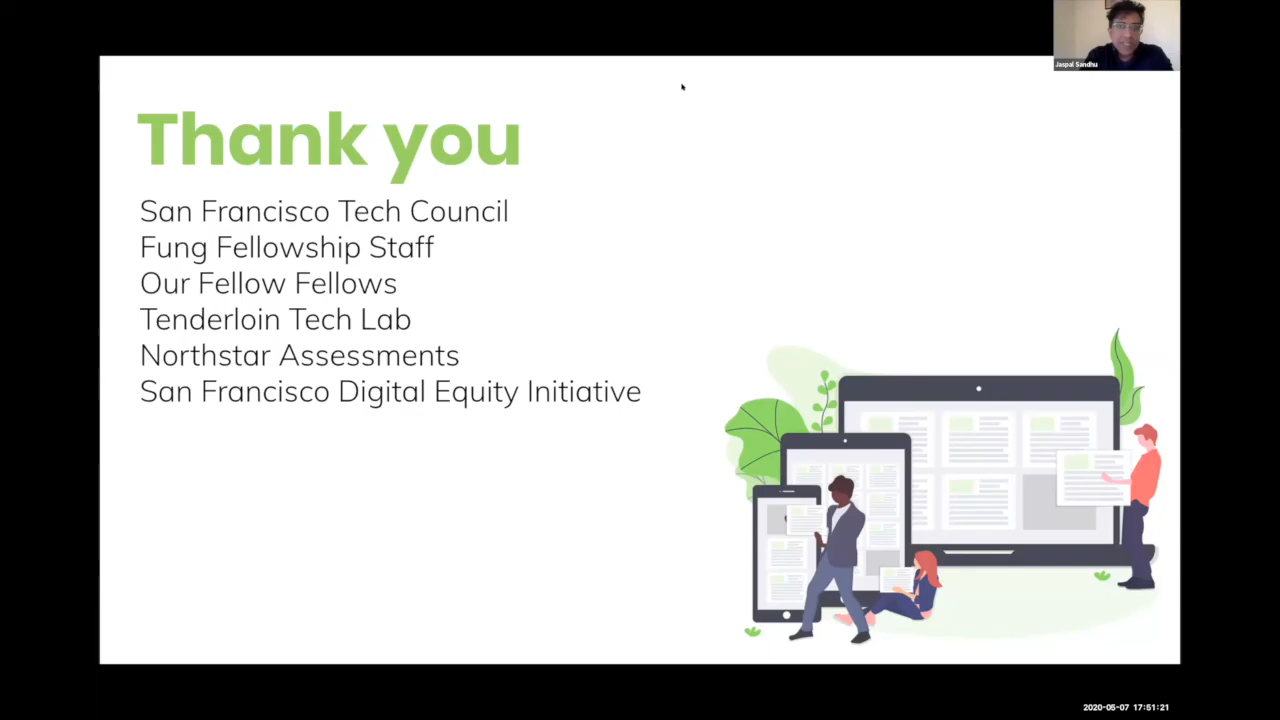 Jaspal Sandhu
Thank you
San Francisco Tech Council
Fung Fellowship Staff
Our Fellow Fellows
Tenderloin Tech Lab
Northstar Assessments
San Francisco Digital Equity Initiative
2020-05-07 17:51:21